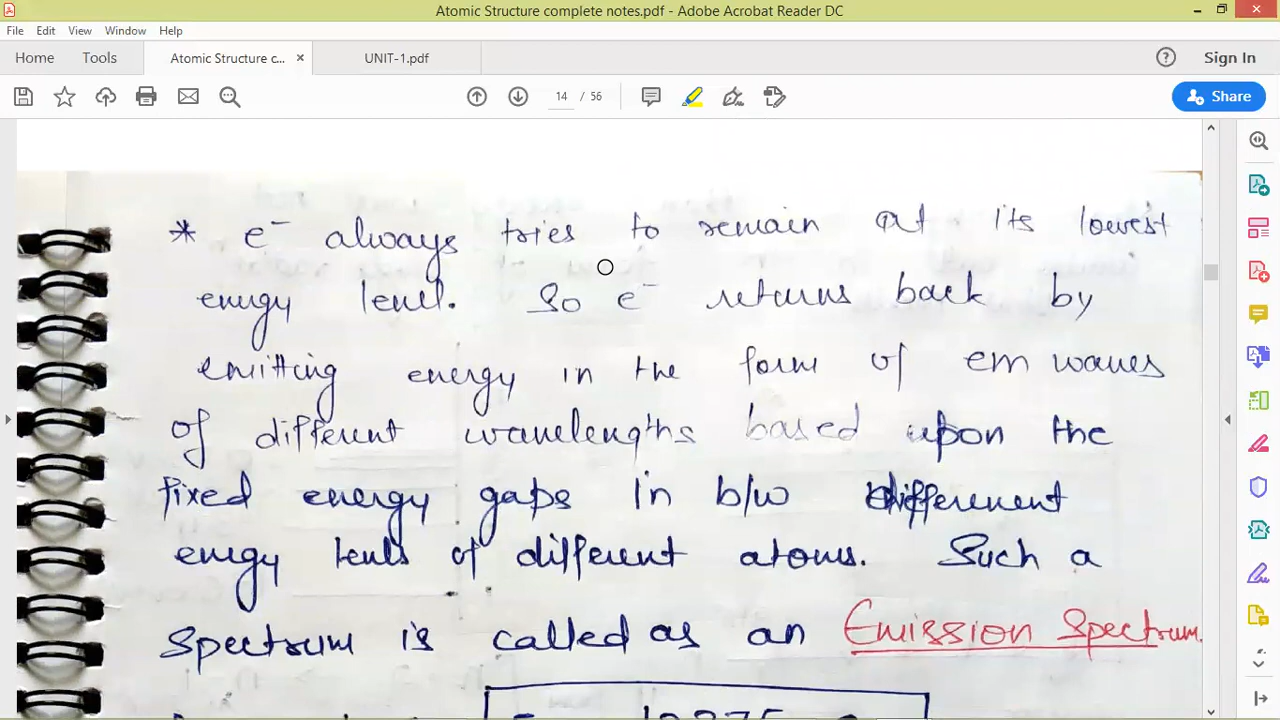 Atomic Structure complete notes.pdf - Adobe Acrobat Reader DC
File Edit View Window Help
Home Tools Atomic Structure c... × UNIT-1.pdf Sign In
14 / 56 Share
* e⁻ always tries to remain at its lowest
energy level. So e⁻ returns back by
emitting energy in the form of em waves
of different wavelengths based upon the
fixed energy gaps in b/w different
energy levels of different atoms. Such a
Spectrum is called as an Emission Spectrum.